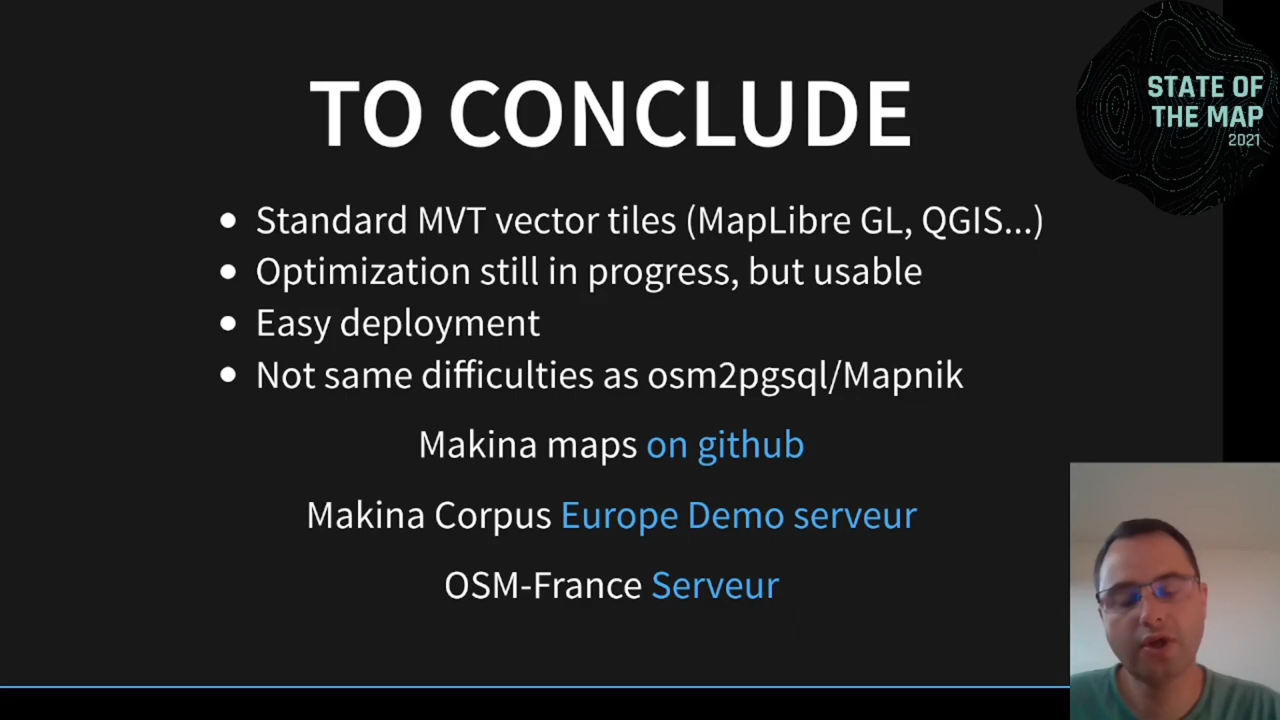 STATE OF
THE MAP
2021
TO CONCLUDE
Standard MVT vector tiles (MapLibre GL, QGIS...)
Optimization still in progress, but usable
Easy deployment
Not same difficulties as osm2pgsql/Mapnik
Makina maps on github
Makina Corpus Europe Demo serveur
OSM-France Serveur